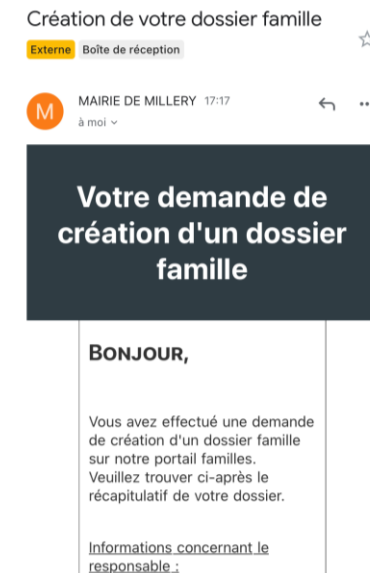 Création de votre dossier famille
Externe Boîte de réception
M
MAIRIE DE MILLERY 17:17
à moi
Votre demande de
création d'un dossier
famille
BONJOUR,
Vous avez effectué une demande
de création d'un dossier famille
sur notre portail familles.
Veuillez trouver ci-après le
récapitulatif de votre dossier.
Informations concernant le
responsable :